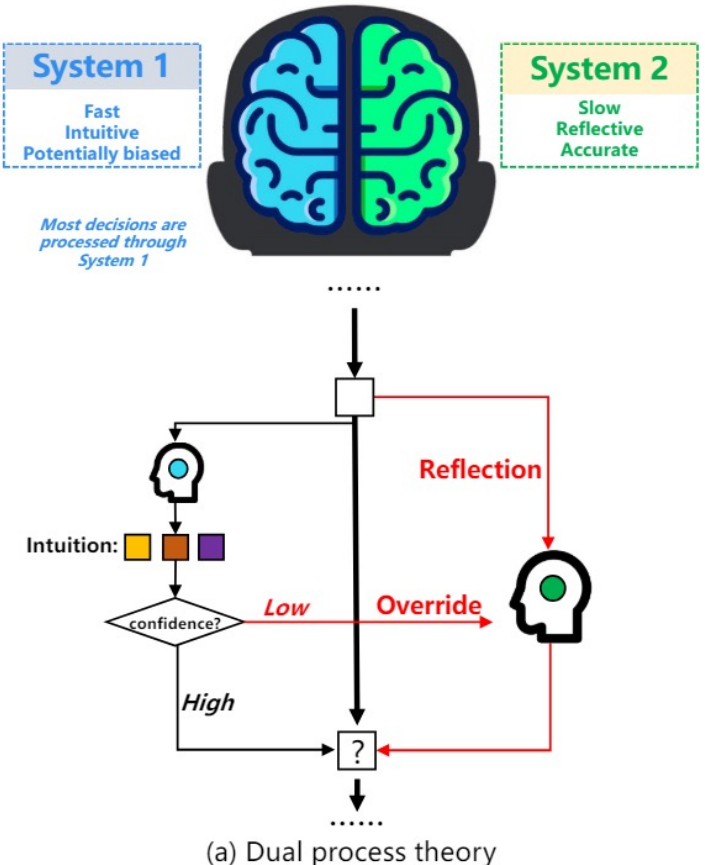 System 1
Fast
Intuitive
Potentially biased
System 2
Slow
Reflective
Accurate
Most decisions are
processed through
System 1
......
Reflection
Intuition:
confidence?
Low
Override
High
?
......
(a) Dual process theory